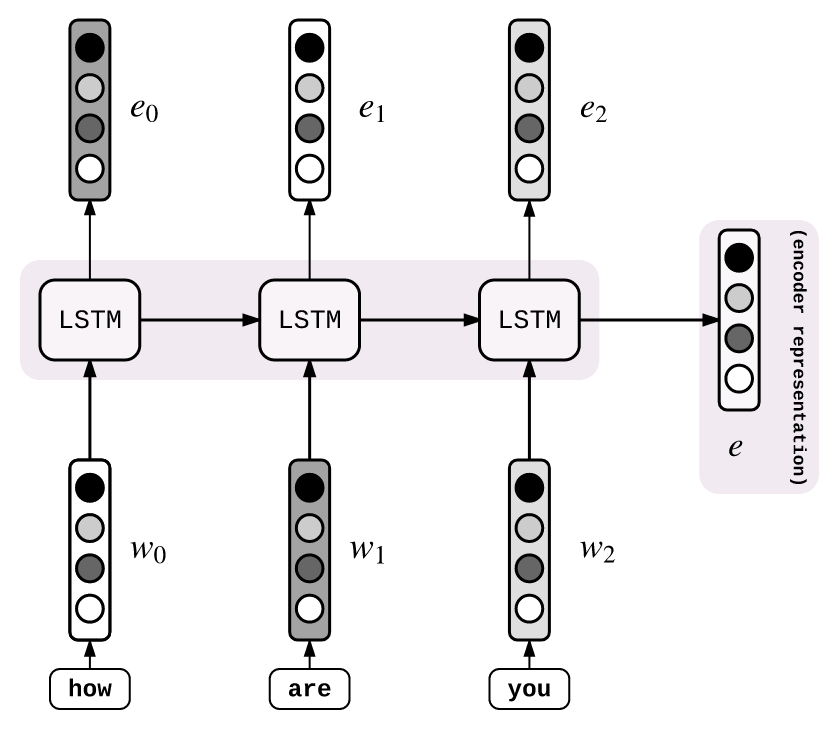 e0
e1
e2
LSTM
LSTM
LSTM
(encoder representation)
e
w0
w1
w2
how
are
you